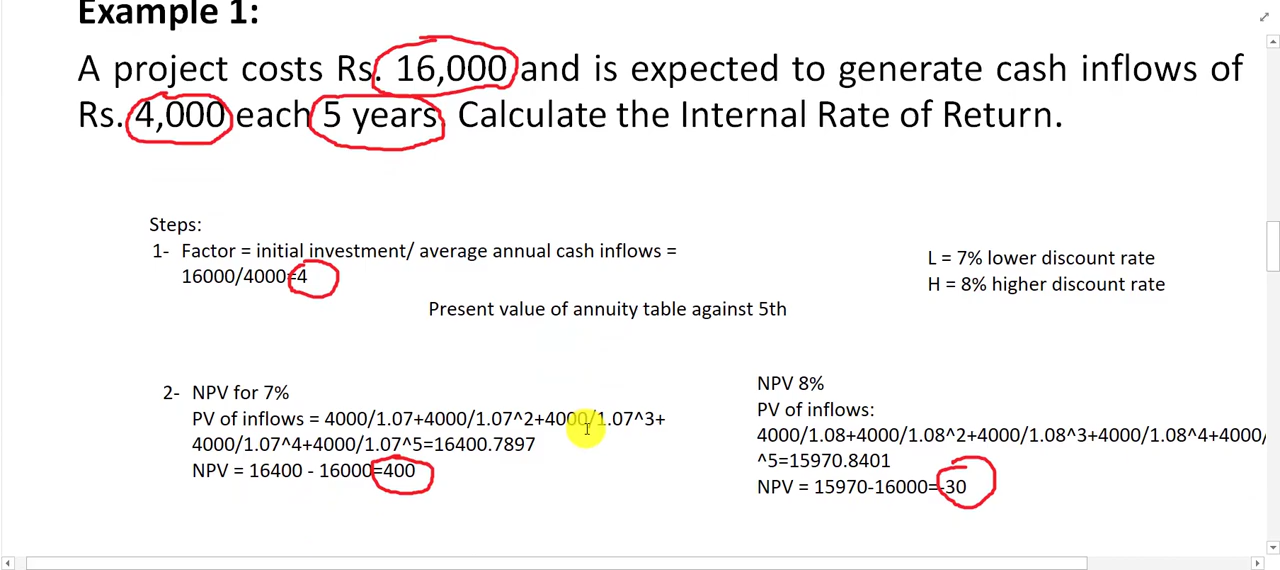 Example 1:
A project costs Rs. 16,000 and is expected to generate cash inflows of
Rs. 4,000 each 5 years. Calculate the Internal Rate of Return.
Steps:
1- Factor = initial investment/ average annual cash inflows =
16000/4000=4
L = 7% lower discount rate
H = 8% higher discount rate
Present value of annuity table against 5th
2- NPV for 7%
PV of inflows = 4000/1.07+4000/1.07^2+4000/1.07^3+
4000/1.07^4+4000/1.07^5=16400.7897
NPV = 16400 - 16000=400
NPV 8%
PV of inflows:
4000/1.08+4000/1.08^2+4000/1.08^3+4000/1.08^4+4000/
^5=15970.8401
NPV = 15970-16000=-30